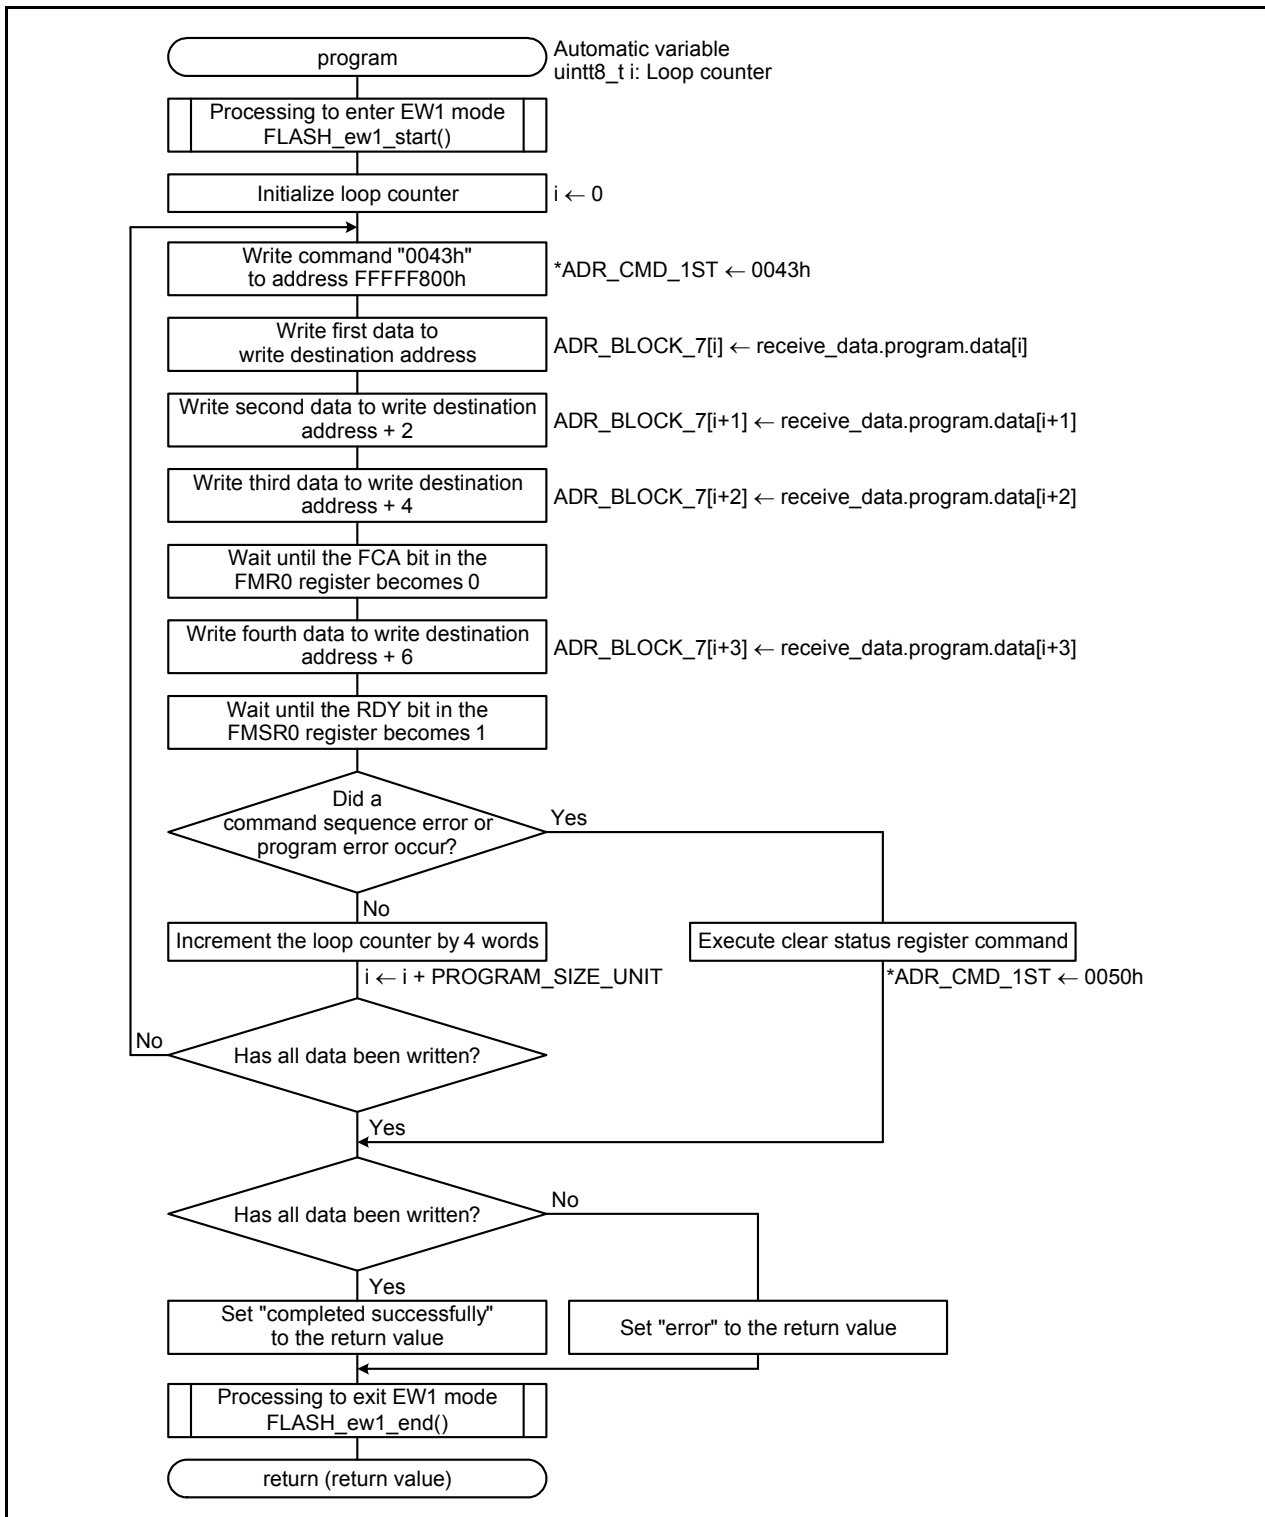 program
Automatic variable
uintt8_t i: Loop counter
Processing to enter EW1 mode
FLASH_ew1_start()
Initialize loop counter
i ← 0
Write command "0043h"
to address FFFFF800h
*ADR_CMD_1ST ← 0043h
Write first data to
write destination address
ADR_BLOCK_7[i] ← receive_data.program.data[i]
Write second data to write destination
address + 2
ADR_BLOCK_7[i+1] ← receive_data.program.data[i+1]
Write third data to write destination
address + 4
ADR_BLOCK_7[i+2] ← receive_data.program.data[i+2]
Wait until the FCA bit in the
FMR0 register becomes 0
Write fourth data to write destination
address + 6
ADR_BLOCK_7[i+3] ← receive_data.program.data[i+3]
Wait until the RDY bit in the
FMSR0 register becomes 1
Did a
command sequence error or
program error occur?
Yes
No
Increment the loop counter by 4 words
i ← i + PROGRAM_SIZE_UNIT
Execute clear status register command
*ADR_CMD_1ST ← 0050h
No
Has all data been written?
Yes
Has all data been written?
No
Yes
Set "completed successfully"
to the return value
Set "error" to the return value
Processing to exit EW1 mode
FLASH_ew1_end()
return (return value)